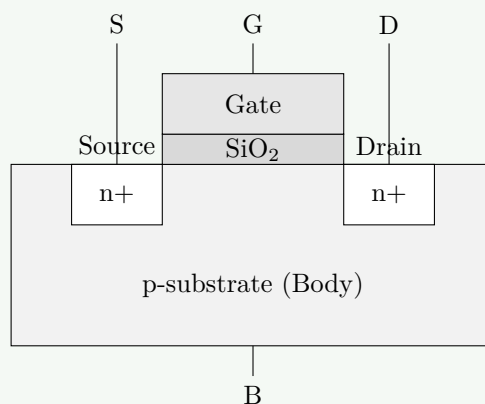 S G D
Gate
Source SiO₂ Drain
n+ n+
p-substrate (Body)
B